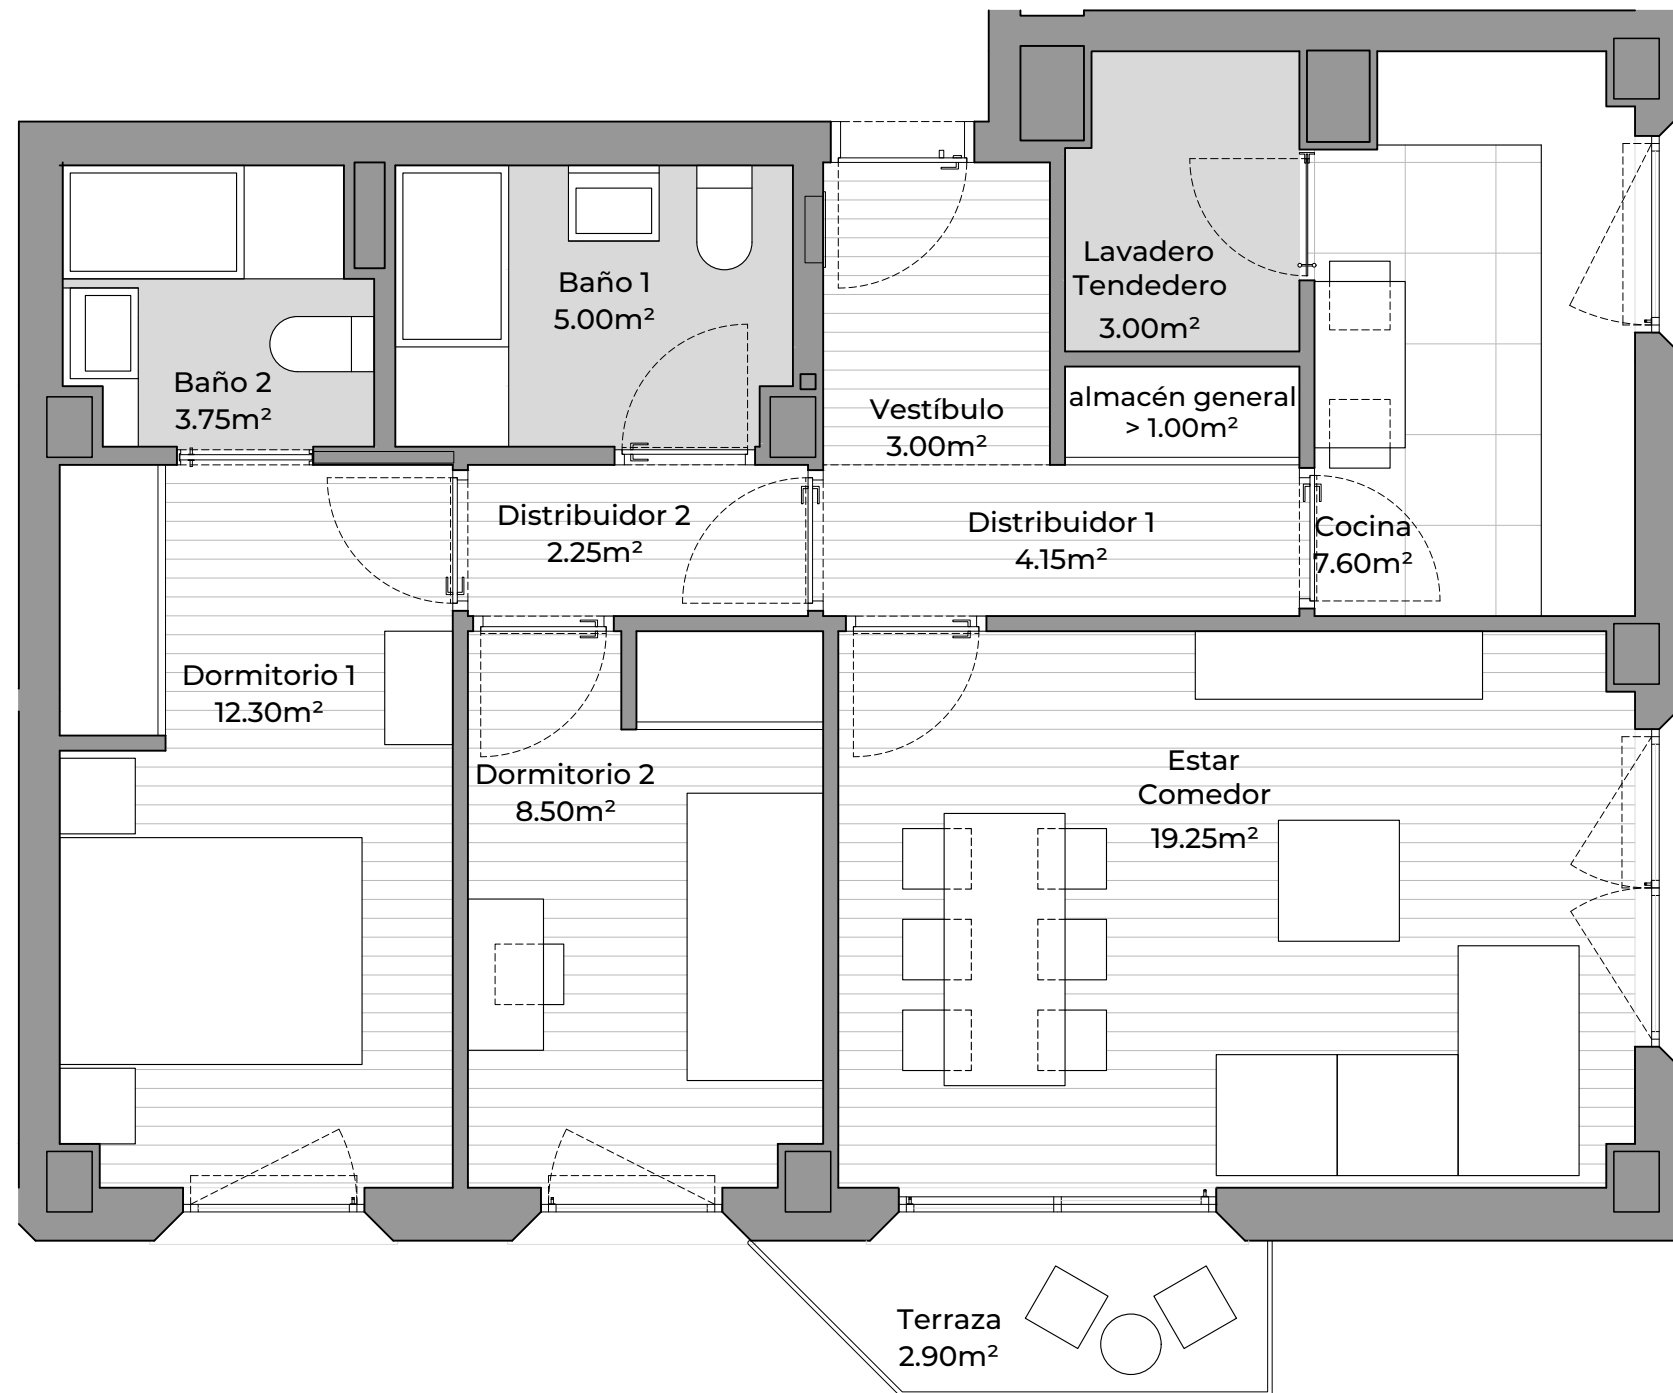 Lavadero
Tendedero
3.00m²
Baño 1
5.00m²
Baño 2
3.75m²
Vestíbulo
3.00m²
almacén general
> 1.00m²
Distribuidor 2
2.25m²
Distribuidor 1
4.15m²
Cocina
7.60m²
Dormitorio 1
12.30m²
Dormitorio 2
8.50m²
Estar
Comedor
19.25m²
Terraza
2.90m²